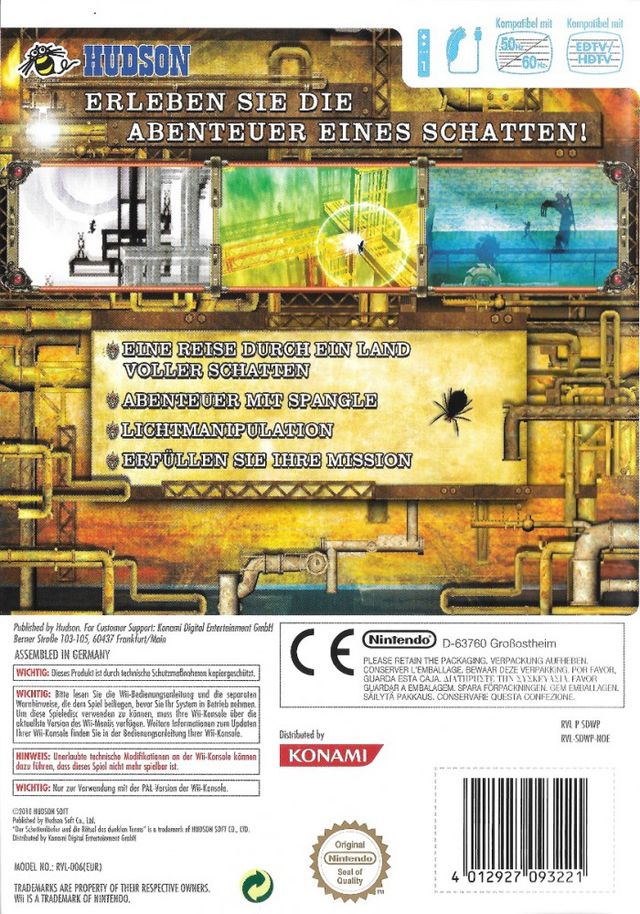 HUDSON
Kompatibel mit
50Hz
60Hz
Kompatibel mit
EDTV/
HDTV
1
ERLEBEN SIE DIE
ABENTEUER EINES SCHATTEN!
EINE REISE DURCH EIN LAND
VOLLER SCHATTEN
ABENTEUER MIT SPANGLE
LICHTMANIPULATION
ERFÜLLEN SIE IHRE MISSION
Published by Hudson. For Customer Support: Konami Digital Entertainment GmbH
Berner Straße 103-105, 60437 Frankfurt/Main
ASSEMBLED IN GERMANY
WICHTIG: Dieses Produkt ist durch technische Schutzmaßnahmen kopiergeschützt.
WICHTIG: Bitte lesen Sie die Wii-Bedienungsanleitung und die separaten
Warnhinweise, die dem Spiel beiliegen, bevor Sie Ihr System in Betrieb nehmen.
Um diese Spieledisc verwenden zu können, muss Ihre Wii-Konsole über die
aktuellste Version des Wii-Menüs verfügen. Weitere Informationen zum Updaten
Ihrer Wii-Konsole finden Sie in der Bedienungsanleitung Ihrer Wii-Konsole.
HINWEIS: Unerlaubte technische Modifikationen an der Wii-Konsole können
dazu führen, dass dieses Spiel nicht mehr spielbar ist.
WICHTIG: Nur zur Verwendung mit der PAL-Version der Wii-Konsole.
©2010 HUDSON SOFT
Published by Hudson Soft Co., Ltd.
"Der Schattenläufer und die Rätsel des dunklen Turms" is a trademark of HUDSON SOFT CO., LTD.
Distributed by Konami Digital Entertainment GmbH
MODEL NO.: RVL-006(EUR)
TRADEMARKS ARE PROPERTY OF THEIR RESPECTIVE OWNERS.
Wii IS A TRADEMARK OF NINTENDO.
CE
Nintendo
D-63760 Großostheim
PLEASE RETAIN THE PACKAGING. VERPACKUNG AUFHEBEN.
CONSERVER L'EMBALLAGE. BEWAAR DEZE VERPAKKING. POR FAVOR,
GUARDA ESTA CAJA. ΔΙΑΤΗΡΕΙΣΤΕ ΤΗΝ ΣΥΣΚΕΥΑΣΙΑ. FAVOR
GUARDAR A EMBALAGEM. SPARA FÖRPACKNINGEN. GEM EMBALLAGEN.
SÄILYTÄ PAKKAUS. CONSERVARE QUESTA CONFEZIONE.
RVL P SDWP
RVL-SDWP-NOE
Distributed by
KONAMI
Original
Nintendo
Seal of
Quality
4 012927 093221